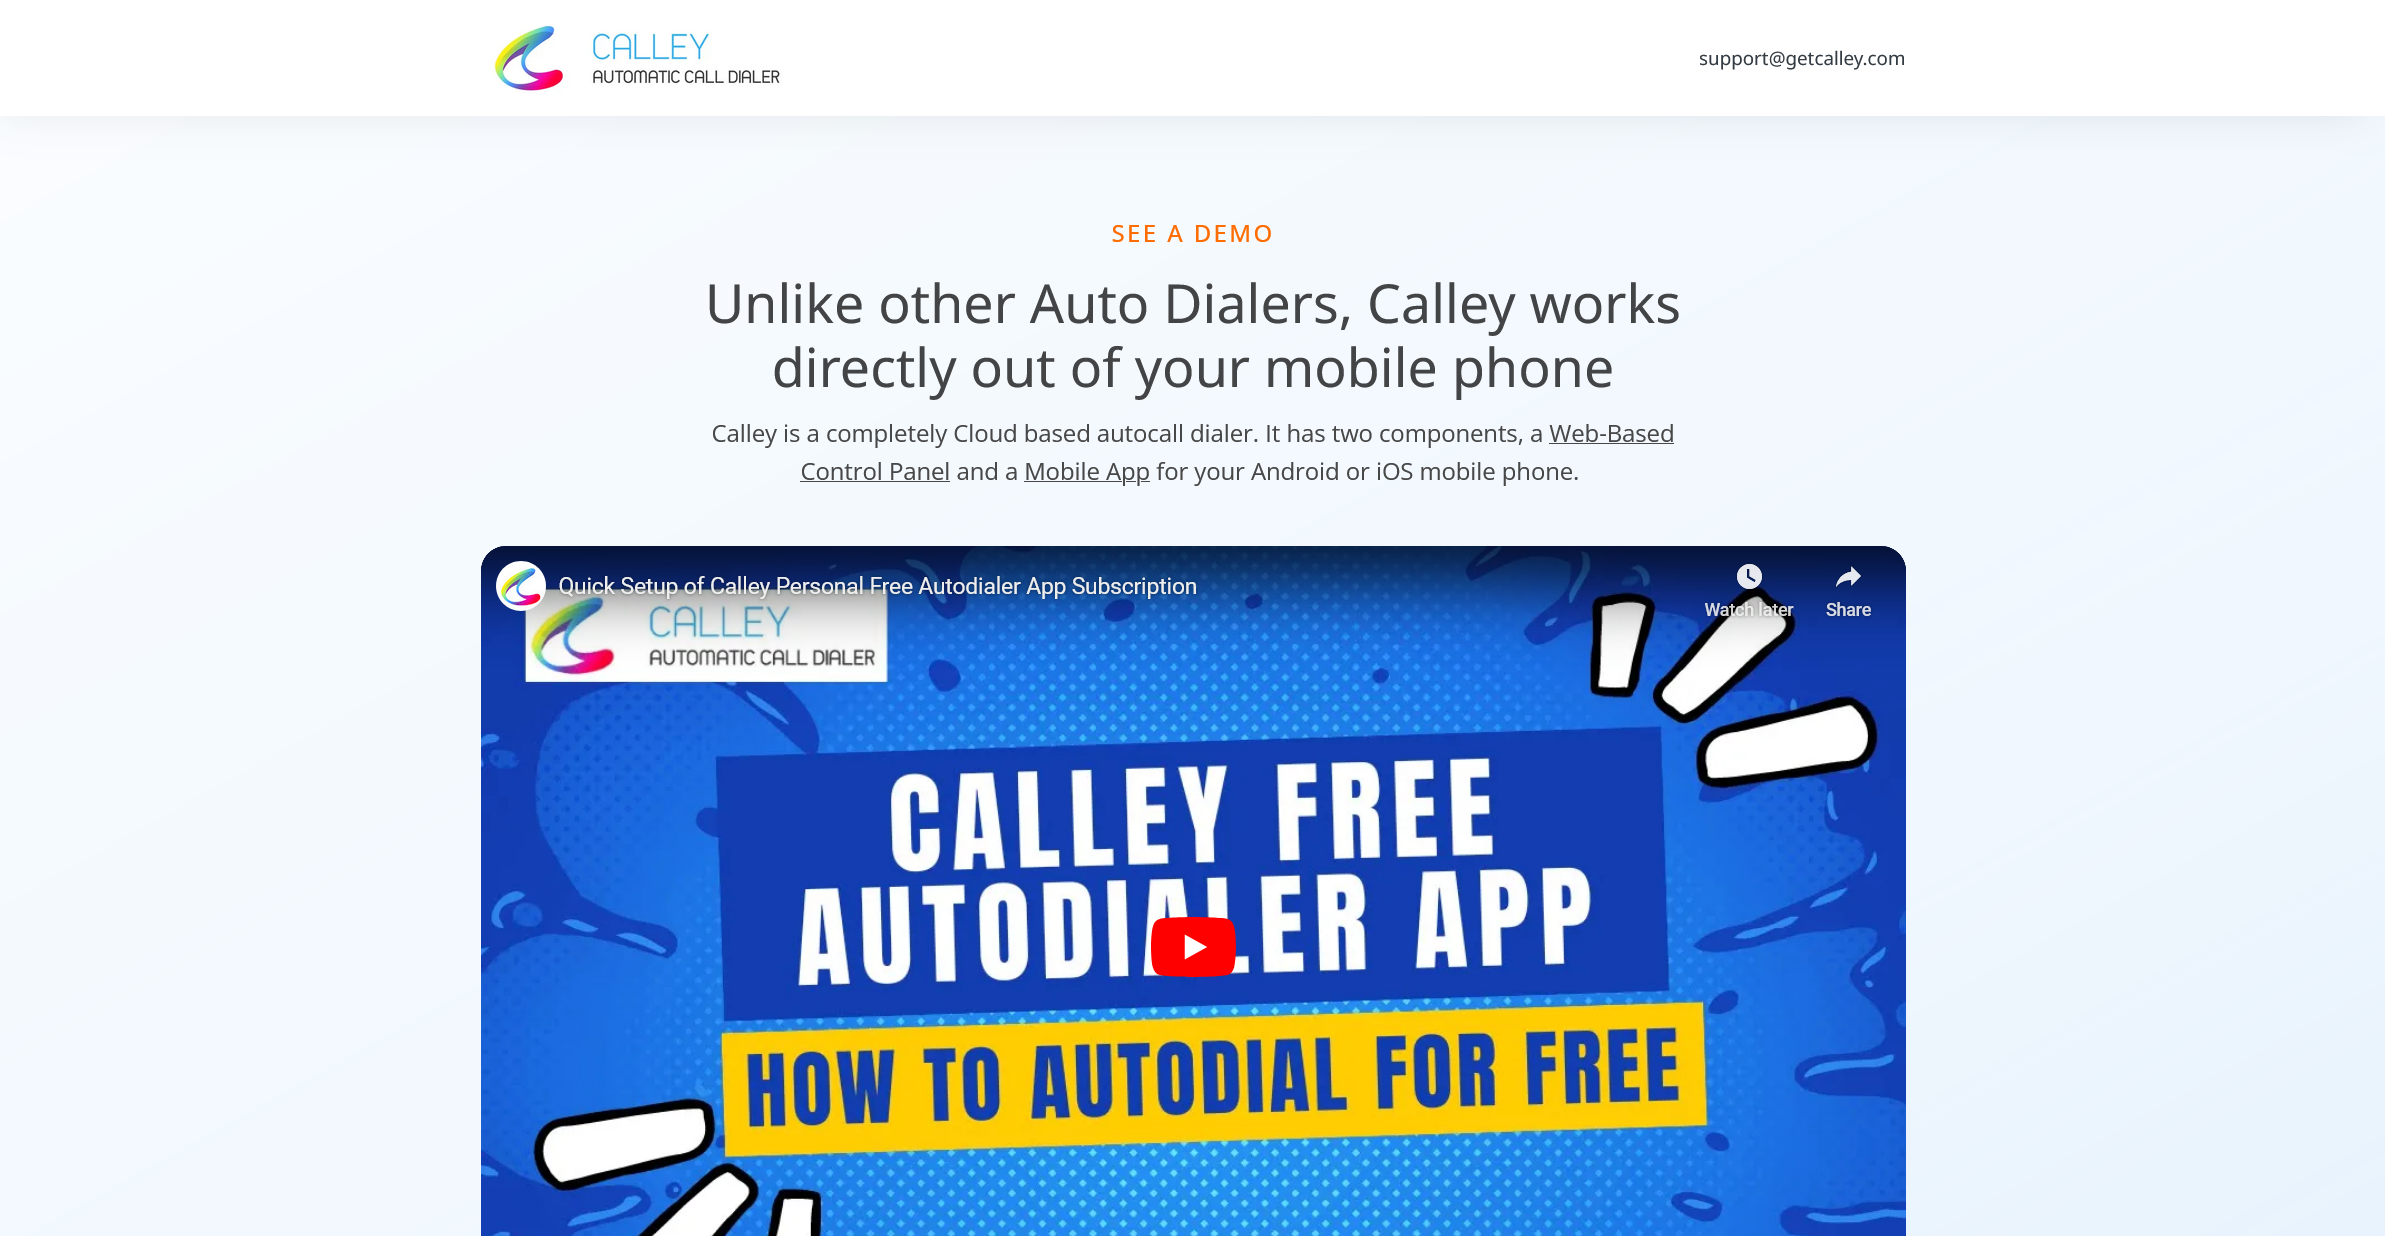 CALLEY
AUTOMATIC CALL DIALER
support@getcalley.com
SEE A DEMO
Unlike other Auto Dialers, Calley works
directly out of your mobile phone
Calley is a completely Cloud based autocall dialer. It has two components, a Web-Based
Control Panel and a Mobile App for your Android or iOS mobile phone.
Quick Setup of Calley Personal Free Autodialer App Subscription
Watch later
Share
CALLEY
AUTOMATIC CALL DIALER
CALLEY FREE
AUTODIALER APP
HOW TO AUTODIAL FOR FREE